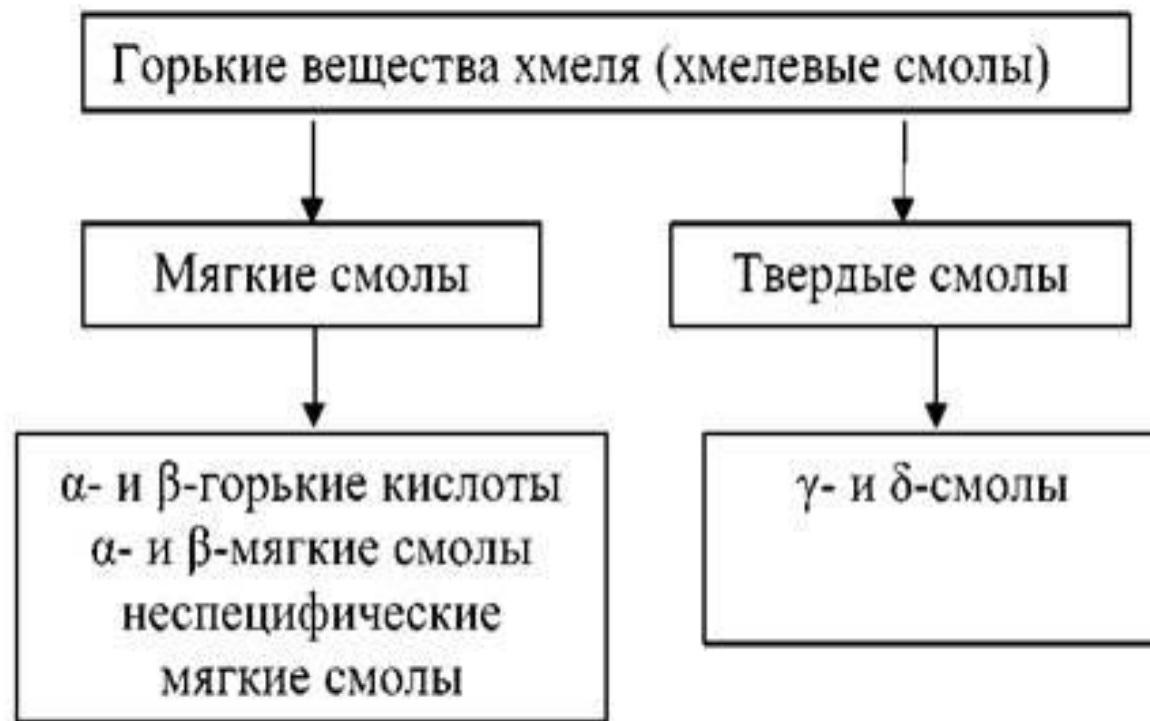 Горькие вещества хмеля (хмелевые смолы)
Мягкие смолы
Твердые смолы
α- и β-горькие кислоты
α- и β-мягкие смолы
неспецифические
мягкие смолы
γ- и δ-смолы